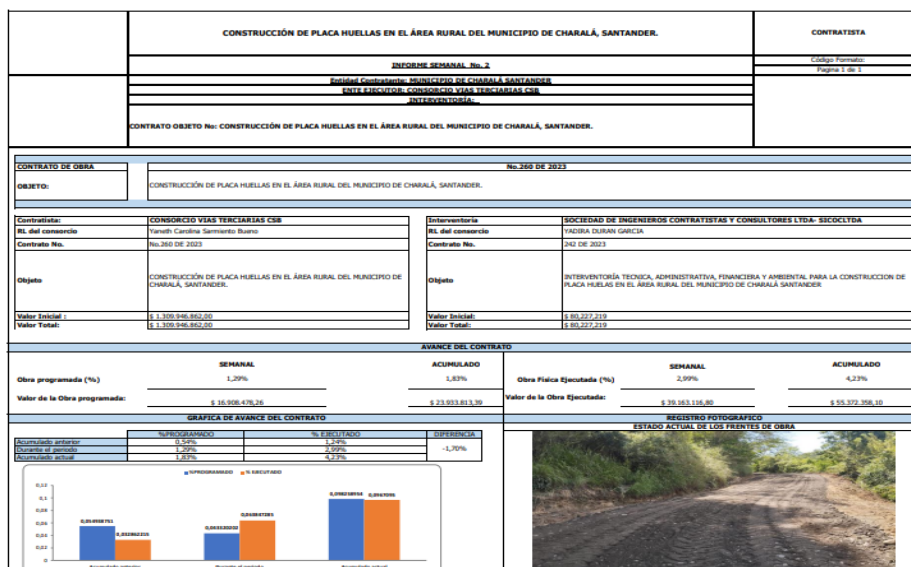 CONSTRUCCIÓN DE PLACA HUELLAS EN EL ÁREA RURAL DEL MUNICIPIO DE CHARALÁ, SANTANDER.
CONTRATISTA
INFORME SEMANAL No. 2
Código Formato:
Pagina 1 de 1
Entidad Contratante: MUNICIPIO DE CHARALÁ SANTANDER
ENTE EJECUTOR: CONSORCIO VIAS TERCIARIAS CSB
INTERVENTORÍA:
CONTRATO OBJETO No: CONSTRUCCIÓN DE PLACA HUELLAS EN EL ÁREA RURAL DEL MUNICIPIO DE CHARALÁ, SANTANDER.
CONTRATO DE OBRA No.260 DE 2023
OBJETO: CONSTRUCCIÓN DE PLACA HUELLAS EN EL ÁREA RURAL DEL MUNICIPIO DE CHARALÁ, SANTANDER.
Contratista: CONSORCIO VIAS TERCIARIAS CSB
RL del consorcio Yaneth Carolina Sarmiento Bueno
Contrato No. No.260 DE 2023
Objeto CONSTRUCCIÓN DE PLACA HUELLAS EN EL ÁREA RURAL DEL MUNICIPIO DE
CHARALÁ, SANTANDER.
Valor Inicial : $ 1.309.946.862,00
Valor Total: $ 1.309.946.862,00
Interventoria SOCIEDAD DE INGENIEROS CONTRATISTAS Y CONSULTORES LTDA- SICOCLTDA
RL del consorcio YADIRA DURAN GARCIA
Contrato No. 242 DE 2023
Objeto INTERVENTORÍA TECNICA, ADMINISTRATIVA, FINANCIERA Y AMBIENTAL PARA LA CONSTRUCCION DE
PLACA HUELAS EN EL ÁREA RURAL DEL MUNICIPIO DE CHARALÁ SANTANDER
Valor Inicial: $ 80,227,219
Valor Total: $ 80,227,219
AVANCE DEL CONTRATO
SEMANAL ACUMULADO
Obra programada (%) 1,29% 1,83%
Valor de la Obra programada: $ 16.908.478,26 $ 23.933.813,39
SEMANAL ACUMULADO
Obra Fisica Ejecutada (%) 2,99% 4,23%
Valor de la Obra Ejecutada: $ 39.163.116,80 $ 55.372.358,10
GRAFICA DE AVANCE DEL CONTRATO
%PROGRAMADO % EJECUTADO DIFERENCIA
Acumulado anterior 0,54% 1,24%
Durante el periodo 1,29% 2,99% -1,70%
Acumulado actual 1,83% 4,23%
%PROGRAMADO % EJECUTADO
0,12
0,1
0,08
0,06
0,04
0,02
0
Acumulado anterior Durante el periodo Acumulado actual
REGISTRO FOTOGRAFICO
ESTADO ACTUAL DE LOS FRENTES DE OBRA